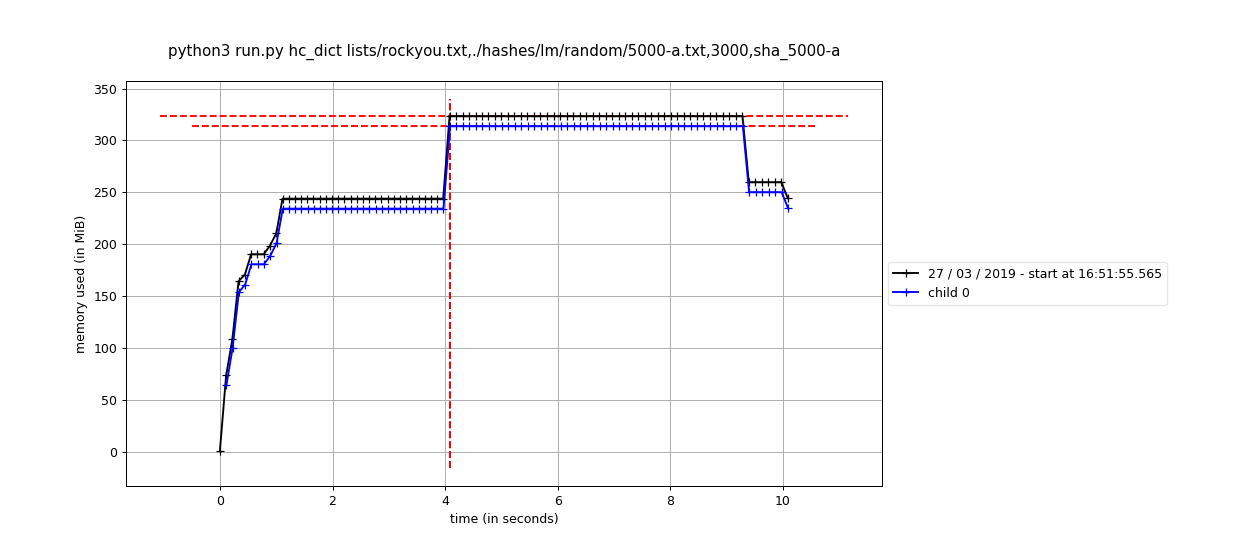 python3 run.py hc_dict lists/rockyou.txt,./hashes/lm/random/5000-a.txt,3000,sha_5000-a
350
300
250
200
150
100
50
0
memory used (in MiB)
0 2 4 6 8 10
time (in seconds)
27 / 03 / 2019 - start at 16:51:55.565
child 0